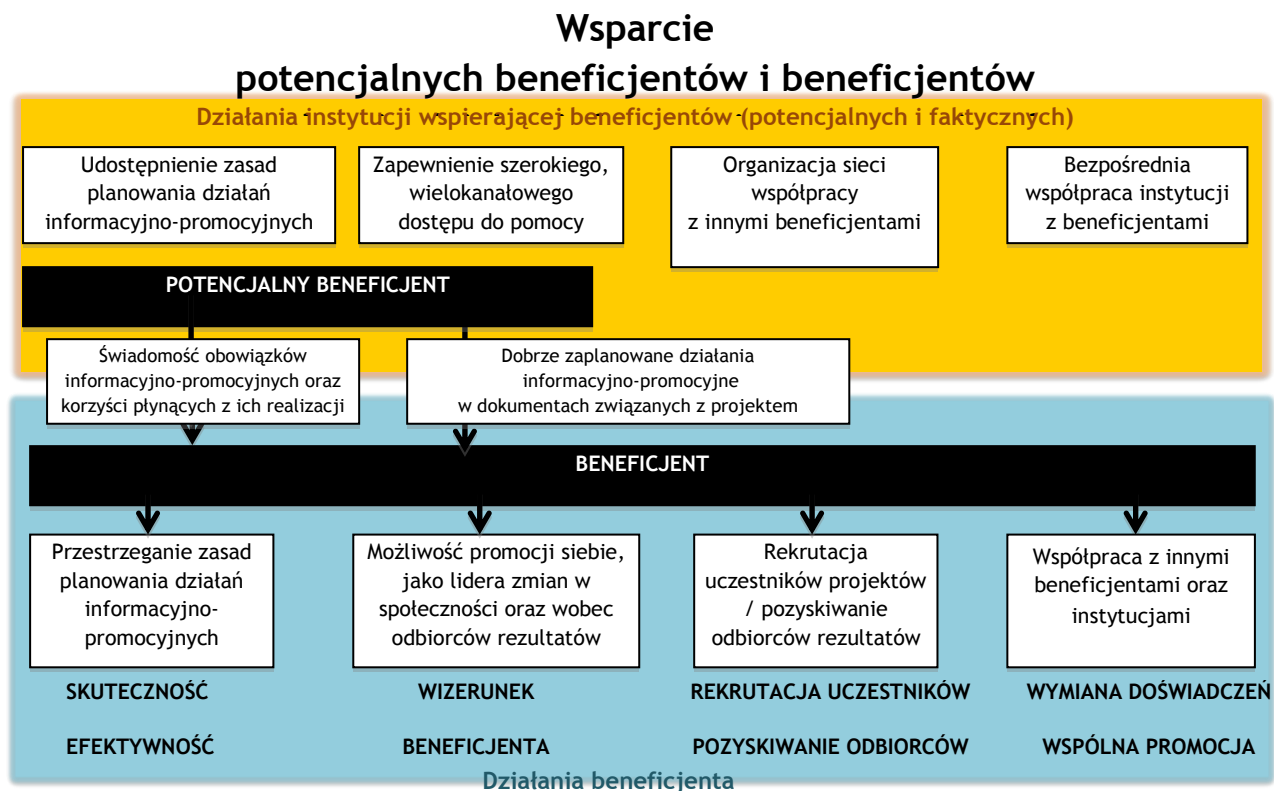 Wsparcie
potencjalnych beneficjentów i beneficjentów
Działania instytucji wspierającej beneficjentów (potencjalnych i faktycznych)
Udostępnienie zasad
planowania działań
informacyjno-promocyjnych
Zapewnienie szerokiego,
wielokanałowego
dostępu do pomocy
Organizacja sieci
współpracy
z innymi beneficjentami
Bezpośrednia
współpraca instytucji
z beneficjentami
POTENCJALNY BENEFICJENT
Świadomość obowiązków
informacyjno-promocyjnych oraz
korzyści płynących z ich realizacji
Dobrze zaplanowane działania
informacyjno-promocyjne
w dokumentach związanych z projektem
BENEFICJENT
Przestrzeganie zasad
planowania działań
informacyjno-
promocyjnych
Możliwość promocji siebie,
jako lidera zmian w
społeczności oraz wobec
odbiorców rezultatów
Rekrutacja
uczestników projektów
/ pozyskiwanie
odbiorców rezultatów
Współpraca z innymi
beneficjentami oraz
instytucjami
SKUTECZNOŚĆ
EFEKTYWNOŚĆ
WIZERUNEK
BENEFICJENTA
REKRUTACJA UCZESTNIKÓW
POZYSKIWANIE ODBIORCÓW
WYMIANA DOŚWIADCZEŃ
WSPÓLNA PROMOCJA
Działania beneficjenta